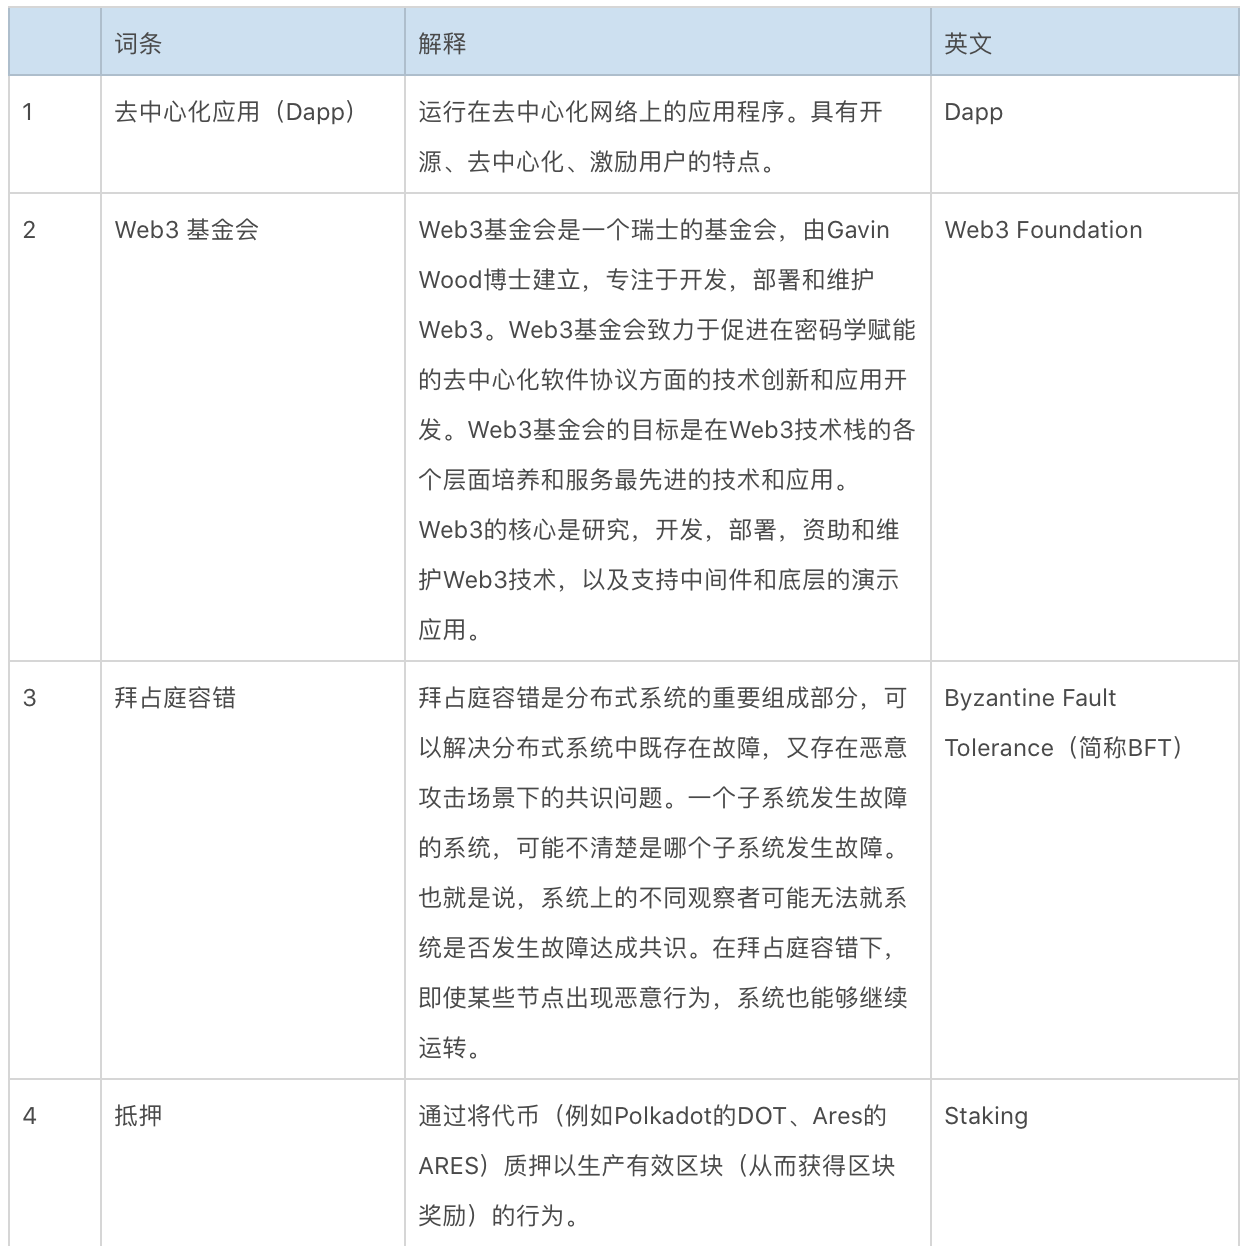 词条
解释
英文
1
去中心化应用（Dapp）
运行在去中心化网络上的应用程序。具有开
源、去中心化、激励用户的特点。
Dapp
2
Web3 基金会
Web3基金会是一个瑞士的基金会，由Gavin
Wood博士建立，专注于开发，部署和维护
Web3。Web3基金会致力于促进在密码学赋能
的去中心化软件协议方面的技术创新和应用开
发。Web3基金会的目标是在Web3技术栈的各
个层面培养和服务最先进的技术和应用。
Web3的核心是研究，开发，部署，资助和维
护Web3技术，以及支持中间件和底层的演示
应用。
Web3 Foundation
3
拜占庭容错
拜占庭容错是分布式系统的重要组成部分，可
以解决分布式系统中既存在故障，又存在恶意
攻击场景下的共识问题。一个子系统发生故障
的系统，可能不清楚是哪个子系统发生故障。
也就是说，系统上的不同观察者可能无法就系
统是否发生故障达成共识。在拜占庭容错下，
即使某些节点出现恶意行为，系统也能够继续
运转。
Byzantine Fault
Tolerance（简称BFT）
4
抵押
通过将代币（例如Polkadot的DOT、Ares的
ARES）质押以生产有效区块（从而获得区块
奖励）的行为。
Staking